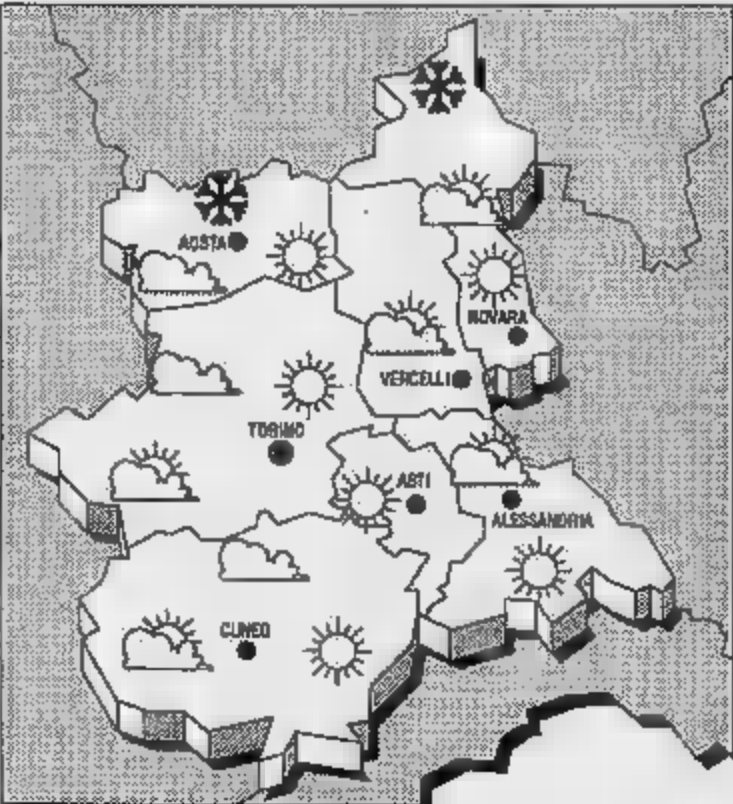 AOSTA
NOVARA
VERCELLI
TORINO
ASTI
ALESSANDRIA
CUNEO